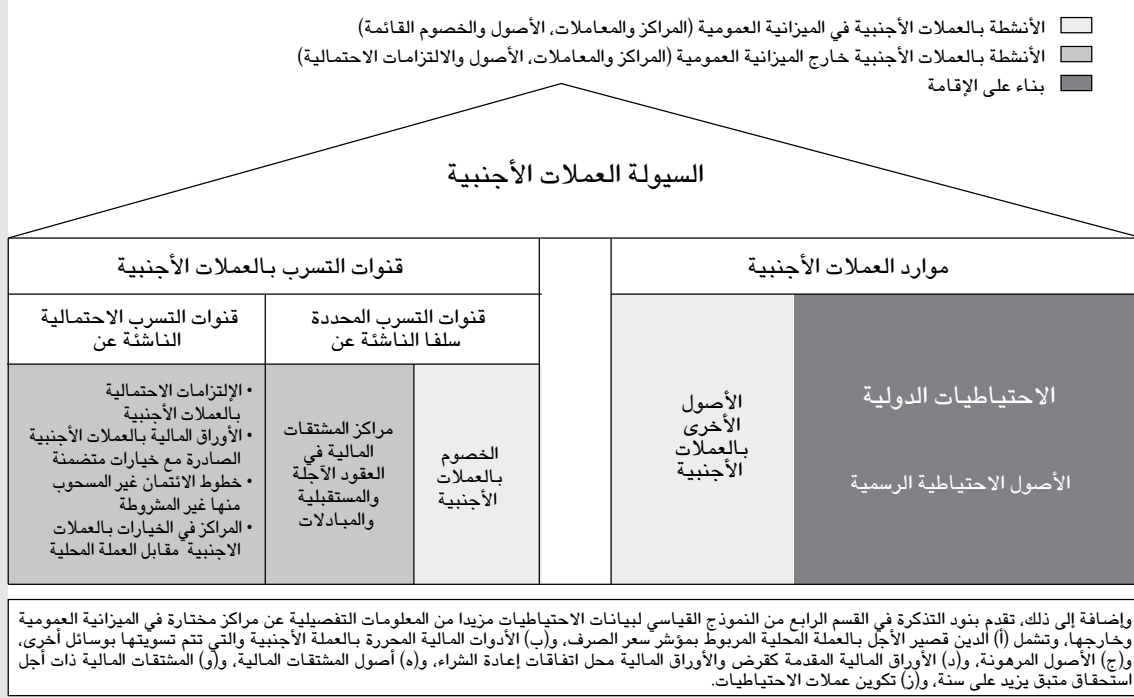 الأنشطة بالعملات الأجنبية في الميزانية العمومية (المراكز والمعاملات، الأصول والخصوم القائمة)
الأنشطة بالعملات الأجنبية خارج الميزانية العمومية (المراكز والمعاملات، الأصول والالتزامات الاحتمالية)
بناء على الإقامة
السيولة العملات الأجنبية
موارد العملات الأجنبية
الاحتياطيات الدولية
الأصول الاحتياطية الرسمية
الأصول
الأخرى
بالعملات
الأجنبية
قنوات التسرب بالعملات الأجنبية
قنوات التسرب المحددة
سلفا الناشئة عن
الخصوم
بالعملات
الأجنبية
مراكز المشتقات
المالية في
العقود الآجلة
والمستقبلية
والمبادلات
قنوات التسرب الاحتمالية
الناشئة عن
• الإلتزامات الاحتمالية
بالعملات الأجنبية
• الأوراق المالية بالعملات الأجنبية
الصادرة مع خيارات متضمنة
• خطوط الائتمان غير المسحوب
منها غير المشروطة
• المراكز في الخيارات بالعملات
الاجنبية مقابل العملة المحلية
وإضافة إلى ذلك، تقدم بنود التذكرة في القسم الرابع من النموذج القياسي لبيانات الاحتياطيات مزيدا من المعلومات التفصيلية عن مراكز مختارة في الميزانية العمومية
وخارجها، وتشمل (أ) الدين قصير الأجل بالعملة المحلية المربوط بمؤشر سعر الصرف، و(ب) الأدوات المالية المحررة بالعملة الأجنبية والتي تتم تسويتها بوسائل أخرى،
و(ج) الأصول المرهونة، و(د) الأوراق المالية المقدمة كقرض والأوراق المالية محل اتفاقات إعادة الشراء، و(ه) أصول المشتقات المالية، و(و) المشتقات المالية ذات أجل
استحقاق متبق يزيد على سنة، و(ز) تكوين عملات الاحتياطيات.